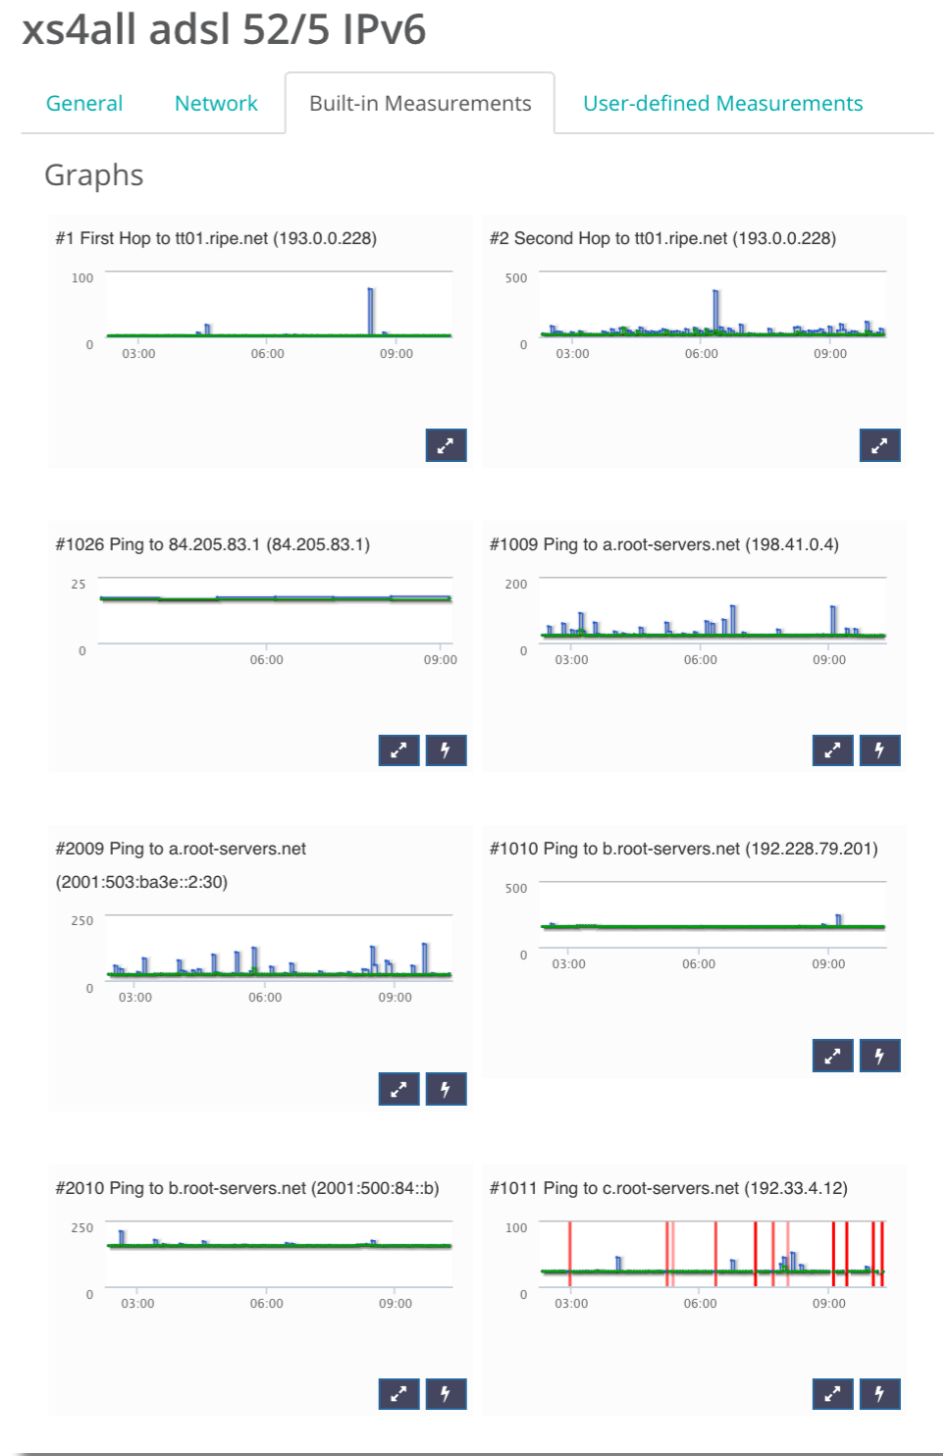 xs4all adsl 52/5 IPv6
General Network Built-in Measurements User-defined Measurements
Graphs
#1 First Hop to tt01.ripe.net (193.0.0.228)
100
0
03:00 06:00 09:00
#2 Second Hop to tt01.ripe.net (193.0.0.228)
500
0
03:00 06:00 09:00
#1026 Ping to 84.205.83.1 (84.205.83.1)
25
0
06:00 09:00
#1009 Ping to a.root-servers.net (198.41.0.4)
200
0
03:00 06:00 09:00
#2009 Ping to a.root-servers.net
(2001:503:ba3e::2:30)
250
0
03:00 06:00 09:00
#1010 Ping to b.root-servers.net (192.228.79.201)
500
0
03:00 06:00 09:00
#2010 Ping to b.root-servers.net (2001:500:84::b)
250
0
03:00 06:00 09:00
#1011 Ping to c.root-servers.net (192.33.4.12)
100
0
03:00 06:00 09:00